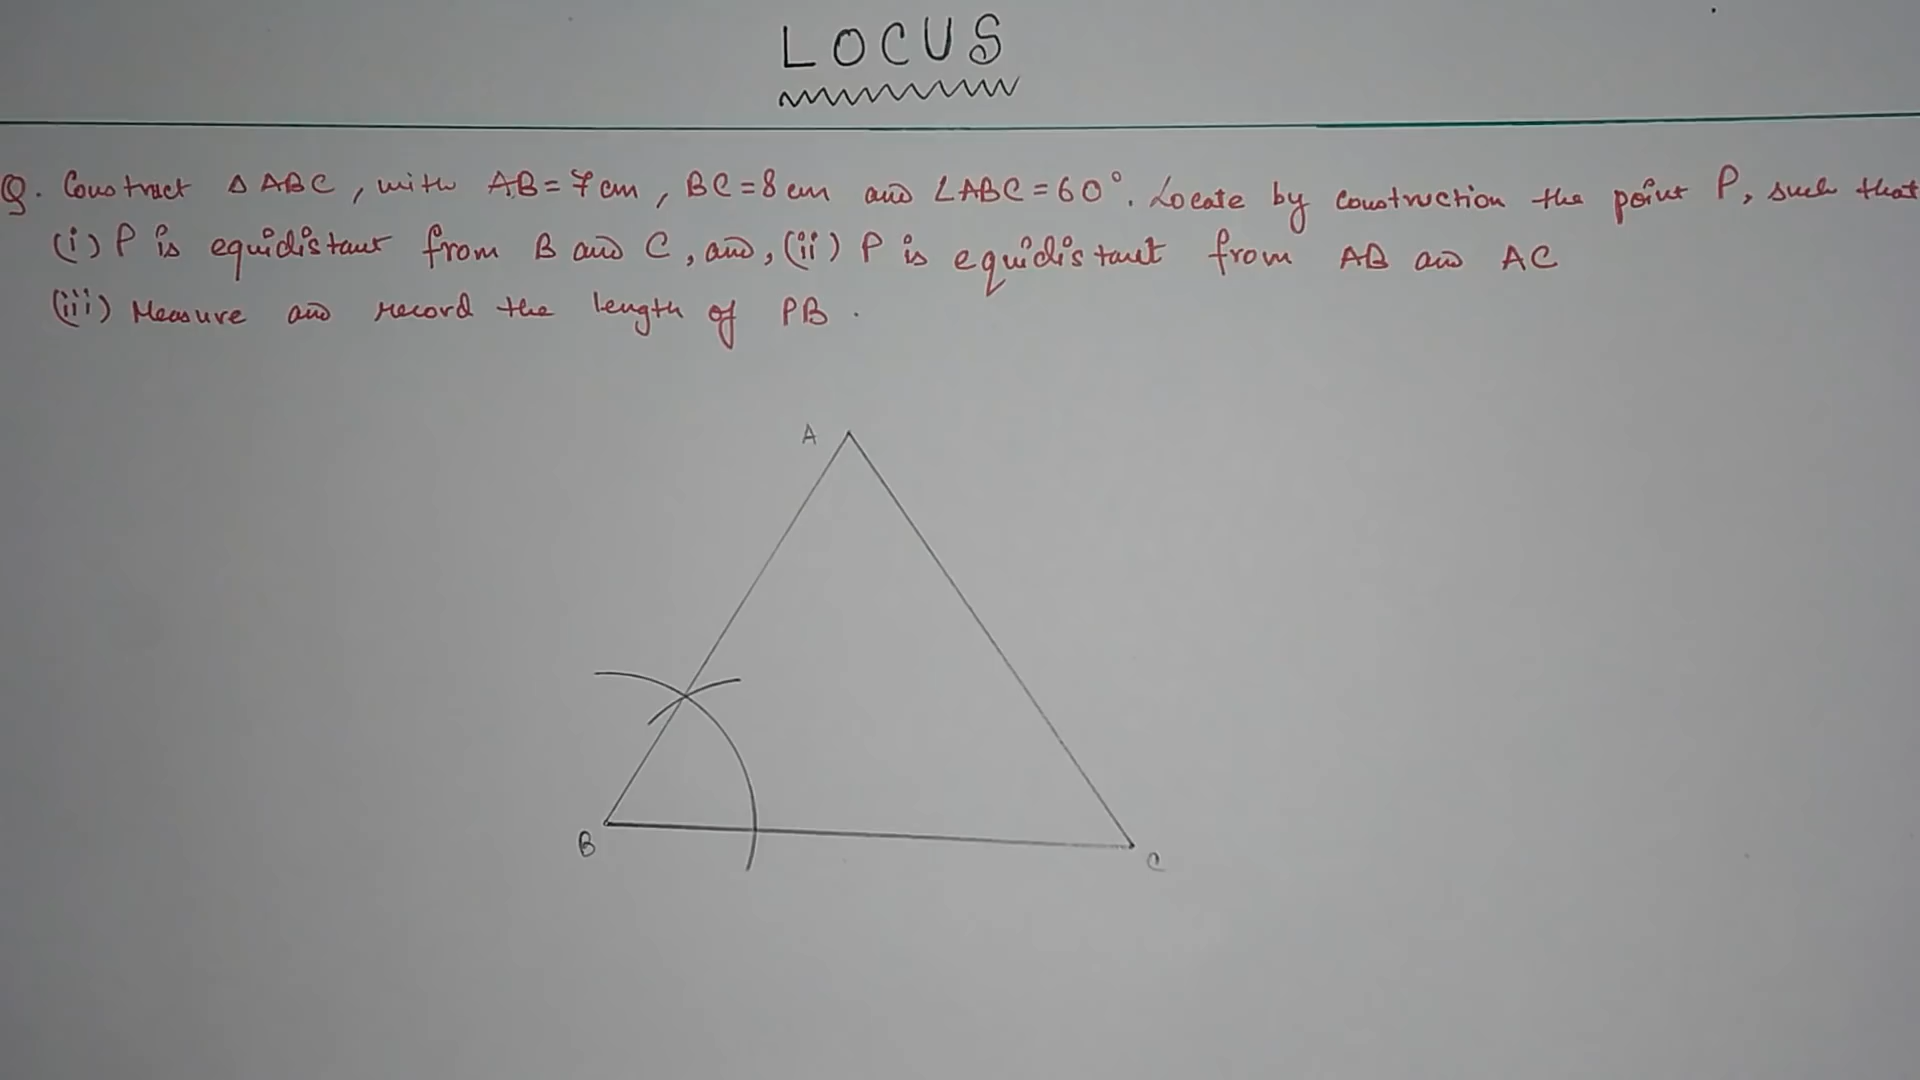 LOCUS
Q. Construct △ ABC, with AB = 7 cm, BC = 8 cm and ∠ABC = 60°. Locate by construction the point P, such that
(i) P is equidistant from B and C, and, (ii) P is equidistant from AB and AC
(iii) Measure and record the length of PB.
A
B
C